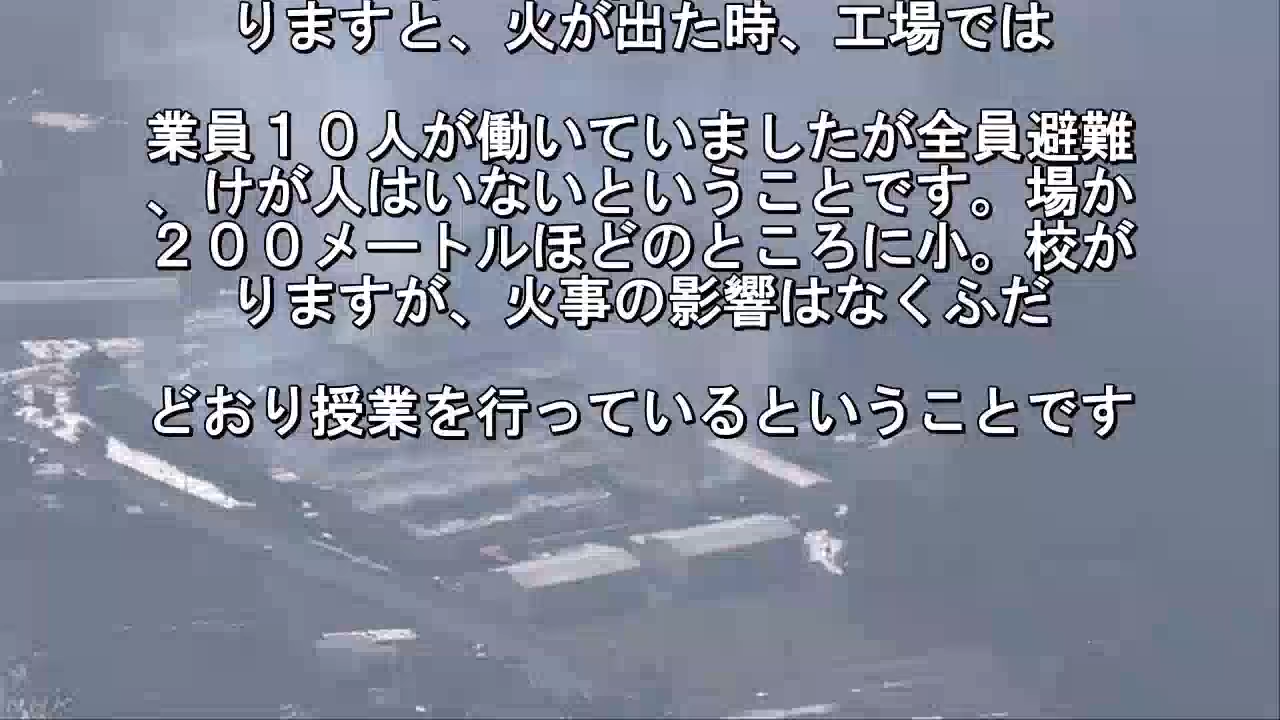 りますと、火が出た時、工場では
業員１０人が働いていましたが全員避難
、けが人はいないということです。場か
２００メートルほどのところに小。校が
りますが、火事の影響はなくふだ
どおり授業を行っているということです
NHK